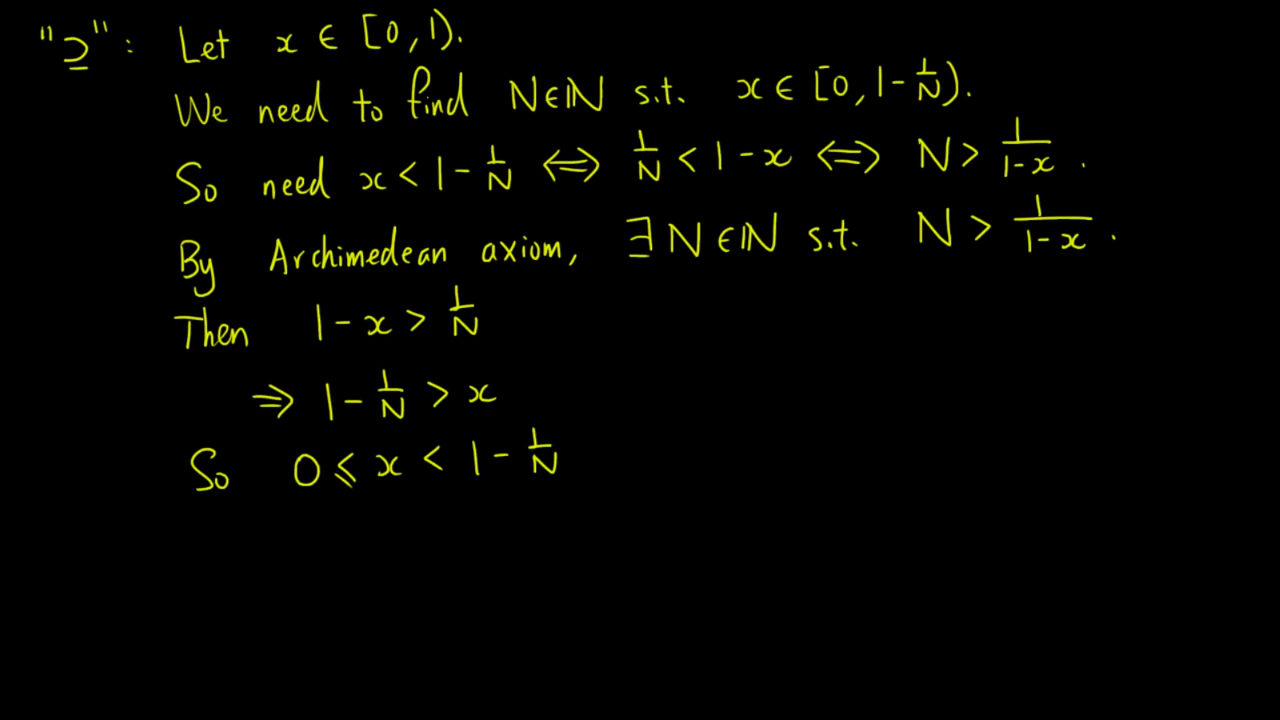 "⊇": Let x ∈ [0, 1).
We need to find N∈ℕ s.t. x ∈ [0, 1 - 1/N).
So need x < 1 - 1/N ⇔ 1/N < 1 - x ⇔ N > 1/(1-x).
By Archimedean axiom, ∃ N ∈ ℕ s.t. N > 1/(1-x).
Then 1 - x > 1/N
⇒ 1 - 1/N > x
So 0 ⩽ x < 1 - 1/N